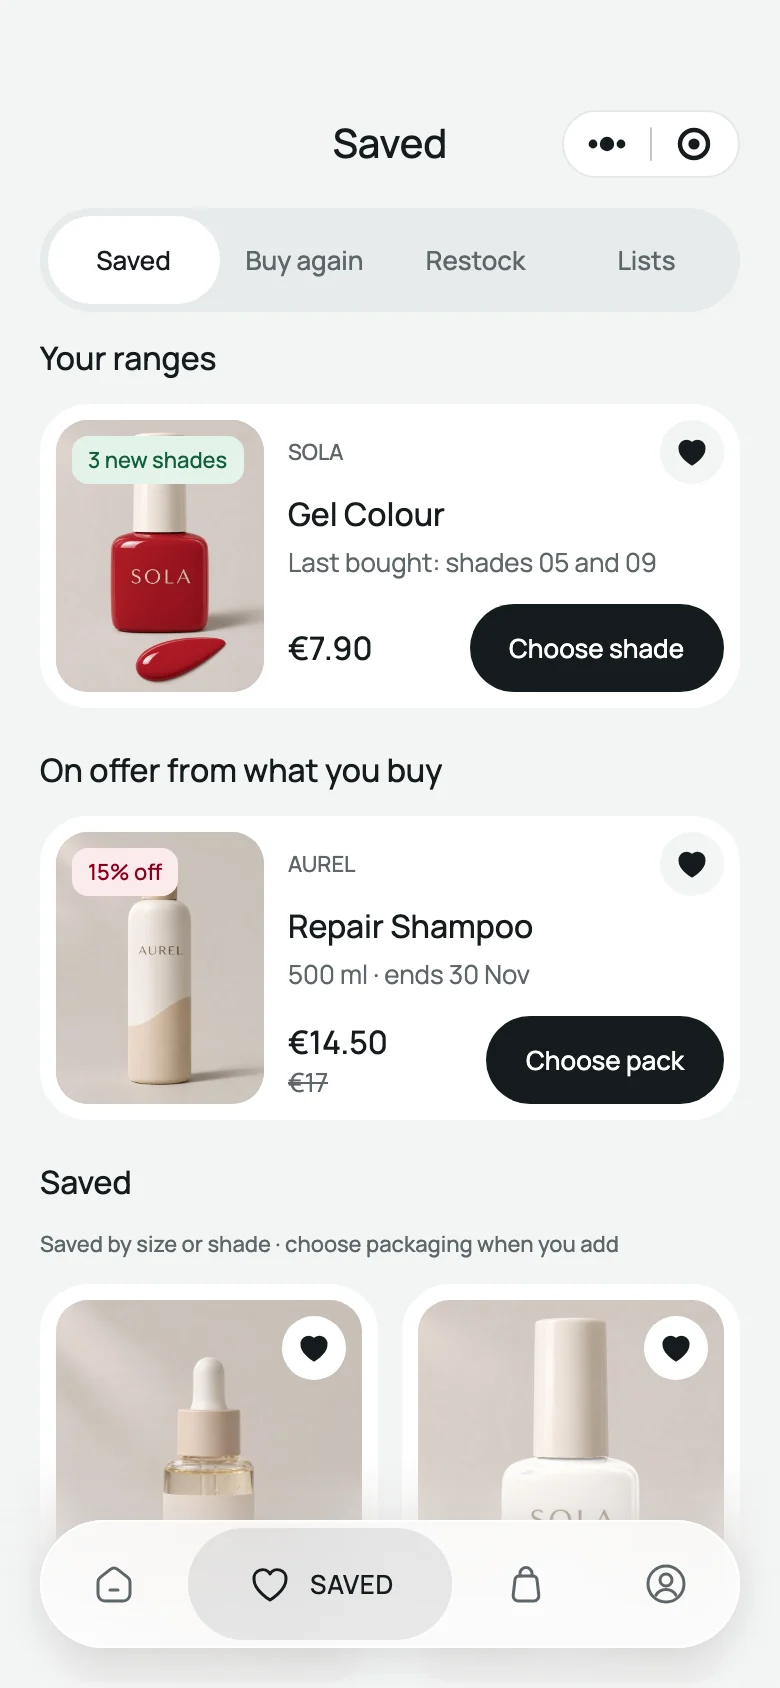 Saved
Saved
Buy again
Restock
Lists
Your ranges
3 new shades
SOLA
SOLA
Gel Colour
Last bought: shades 05 and 09
€7.90
Choose shade
On offer from what you buy
15% off
AUREL
AUREL
Repair Shampoo
500 ml · ends 30 Nov
€14.50
€17
Choose pack
Saved
Saved by size or shade · choose packaging when you add
SOLA
SAVED